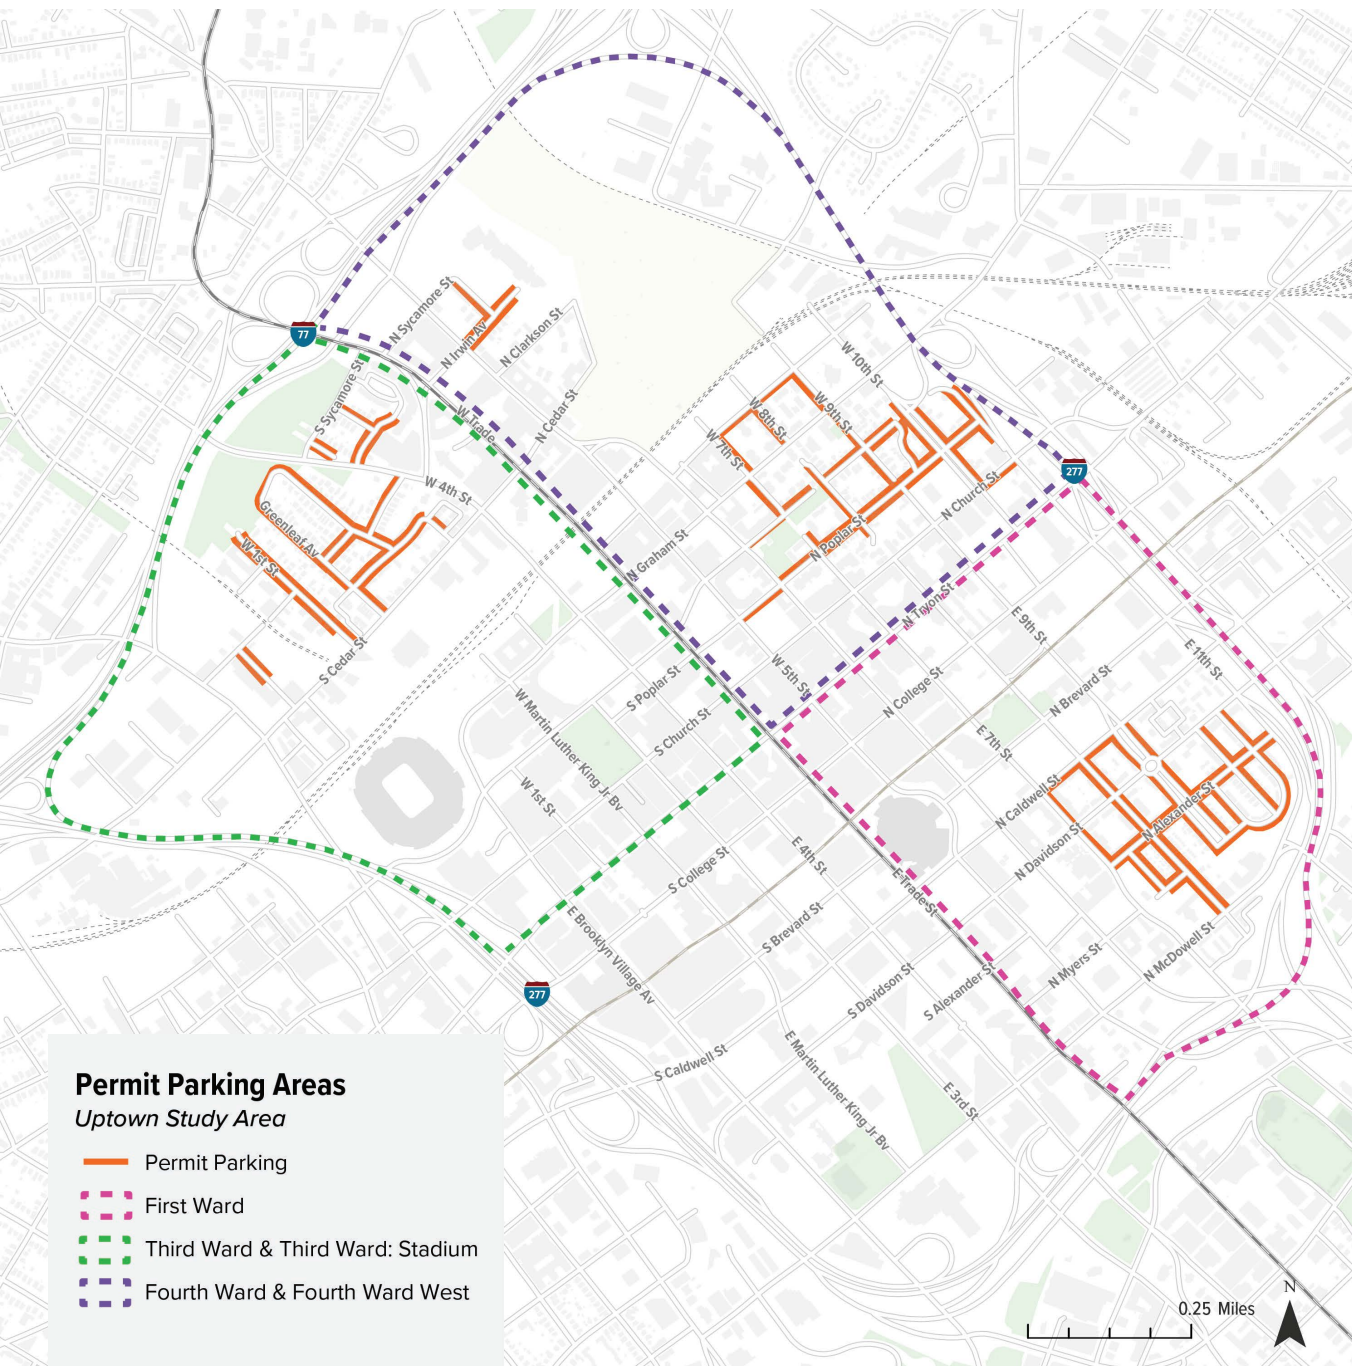 N Sycamore St
N Irwin Av
N Clarkson St
77
S Sycamore St
W Trade
N Cedar St
W 10th St
W 9th St
W 8th St
W 7th St
277
W 4th St
N Church St
Greenleaf Av
W 1st St
N Poplar St
N Graham St
N Tryon St
E 9th St
E 11th St
S Cedar St
W 5th St
S Poplar St
N College St
N Brevard St
W Martin Luther King Jr Bv
S Church St
E 7th St
W 1st St
N Caldwell St
N Alexander St
N Davidson St
E 4th St
S College St
E Trade St
E Brooklyn Village Av
S Brevard St
N Myers St
N McDowell St
S Davidson St
S Alexander St
277
S Caldwell St
E Martin Luther King Jr Bv
E 3rd St
Permit Parking Areas
Uptown Study Area
Permit Parking
First Ward
Third Ward & Third Ward: Stadium
Fourth Ward & Fourth Ward West
0.25 Miles
N